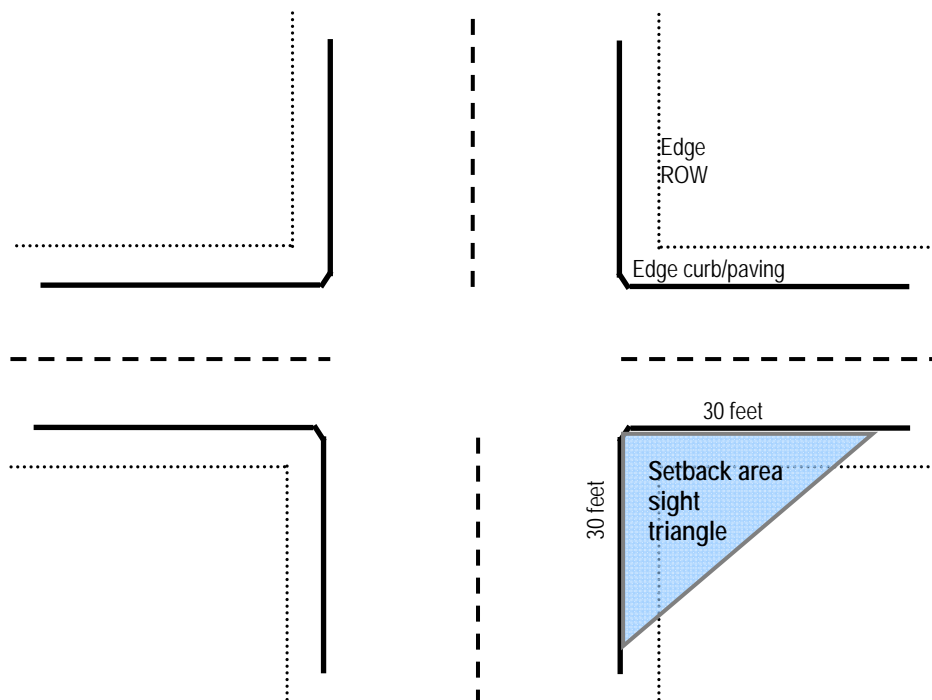 Edge
ROW
Edge curb/paving
30 feet
30 feet
Setback area
sight
triangle